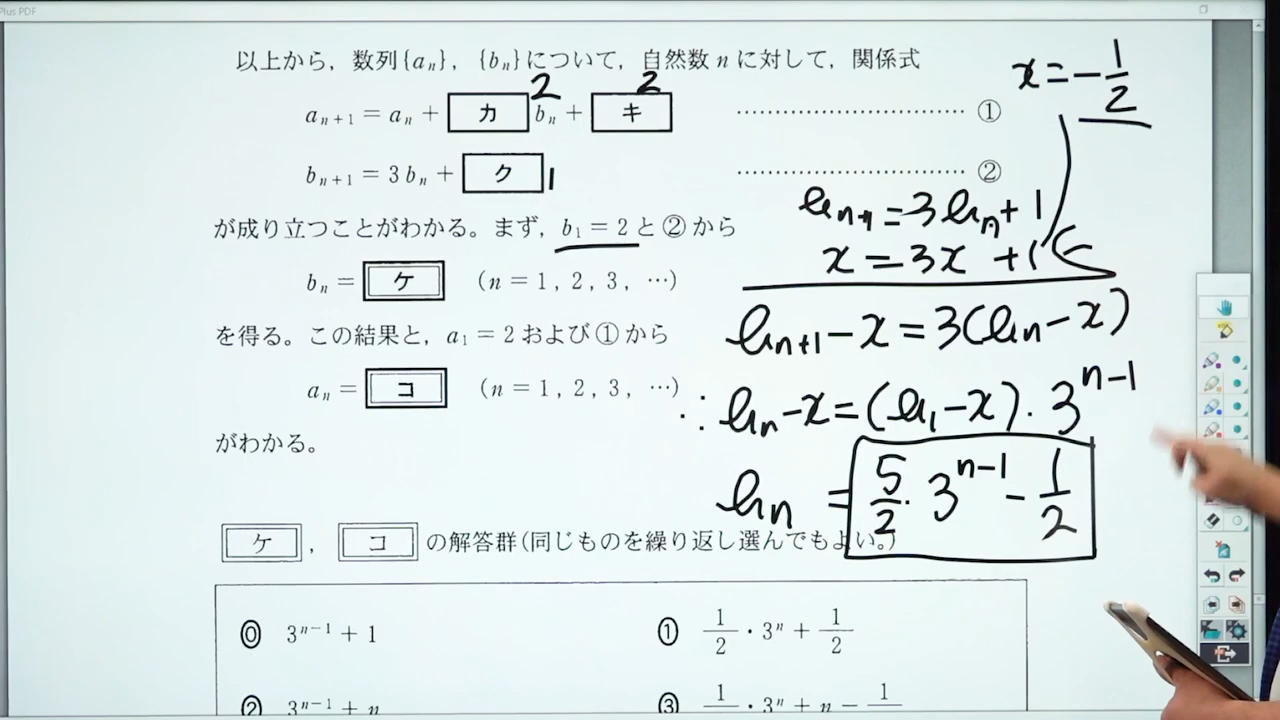 Plus PDF
以上から，数列{aₙ}，{bₙ}について，自然数 n に対して，関係式
aₙ₊₁ = aₙ + カ bₙ + キ ………………………… ①
2 2
bₙ₊₁ = 3bₙ + ク ………………………… ②
1
が成り立つことがわかる。まず，b₁ = 2 と ② から
bₙ = ケ (n = 1, 2, 3, …)
を得る。この結果と，a₁ = 2 および ① から
aₙ = コ (n = 1, 2, 3, …)
がわかる。
x = -1/2
bₙ₊₁ = 3bₙ + 1
x = 3x + 1
bₙ₊₁ - x = 3(bₙ - x)
∴ bₙ - x = (b₁ - x)・3ⁿ⁻¹
bₙ = 5/2・3ⁿ⁻¹ - 1/2
ケ ， コ の解答群(同じものを繰り返し選んでもよい。)
⓪ 3ⁿ⁻¹ + 1
① 1/2・3ⁿ + 1/2
② 3ⁿ⁻¹ + n